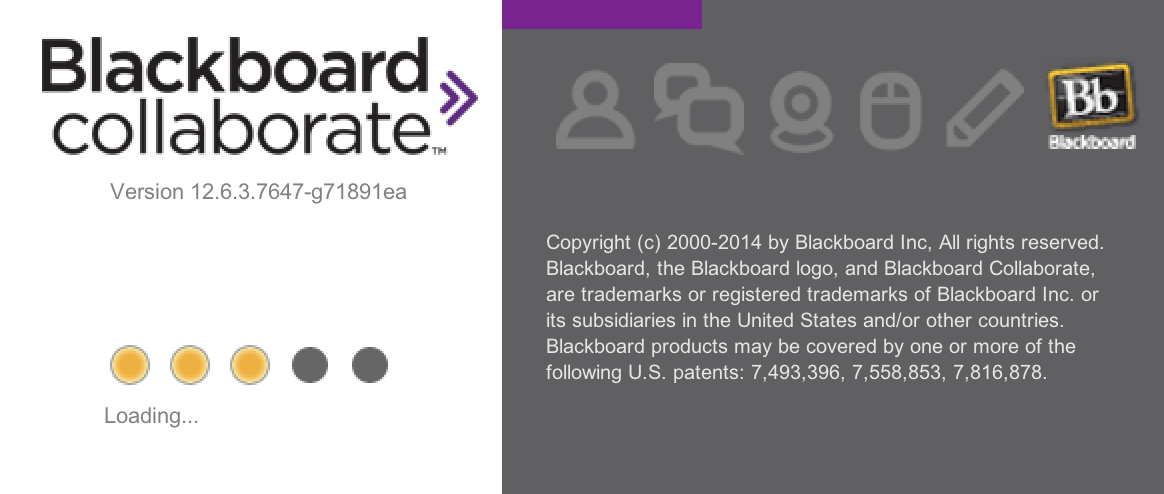 Blackboard
collaborate™
Version 12.6.3.7647-g71891ea
Loading...
Bb
Blackboard
Copyright (c) 2000-2014 by Blackboard Inc, All rights reserved.
Blackboard, the Blackboard logo, and Blackboard Collaborate,
are trademarks or registered trademarks of Blackboard Inc. or
its subsidiaries in the United States and/or other countries.
Blackboard products may be covered by one or more of the
following U.S. patents: 7,493,396, 7,558,853, 7,816,878.